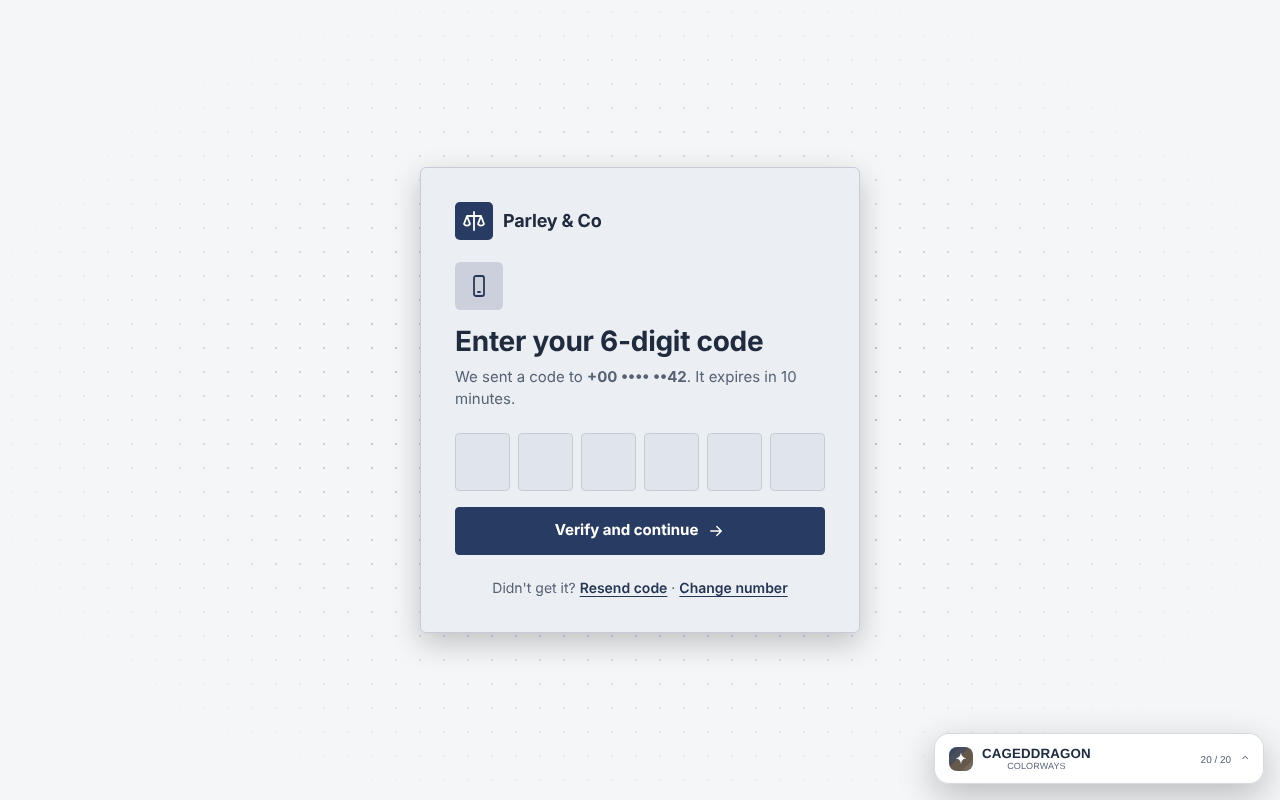 Parley & Co
Enter your 6-digit code
We sent a code to +00 •••• ••42. It expires in 10
minutes.
Verify and continue →
Didn't get it? Resend code · Change number
CAGEDDRAGON
COLORWAYS
20 / 20